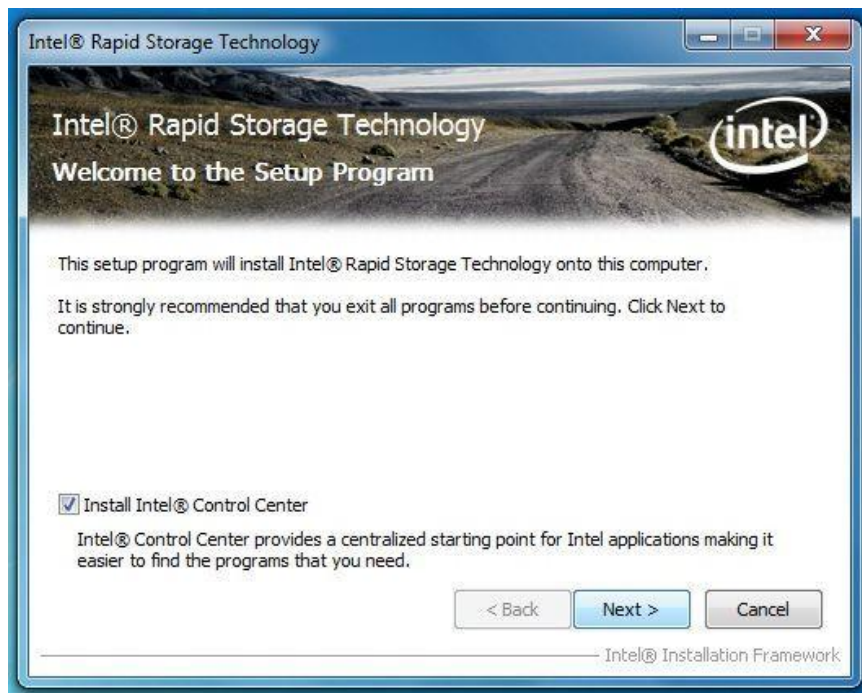 Intel® Rapid Storage Technology
Intel® Rapid Storage Technology
intel
Welcome to the Setup Program
This setup program will install Intel® Rapid Storage Technology onto this computer.
It is strongly recommended that you exit all programs before continuing. Click Next to
continue.
Install Intel® Control Center
Intel® Control Center provides a centralized starting point for Intel applications making it
easier to find the programs that you need.
< Back Next > Cancel
Intel® Installation Framework